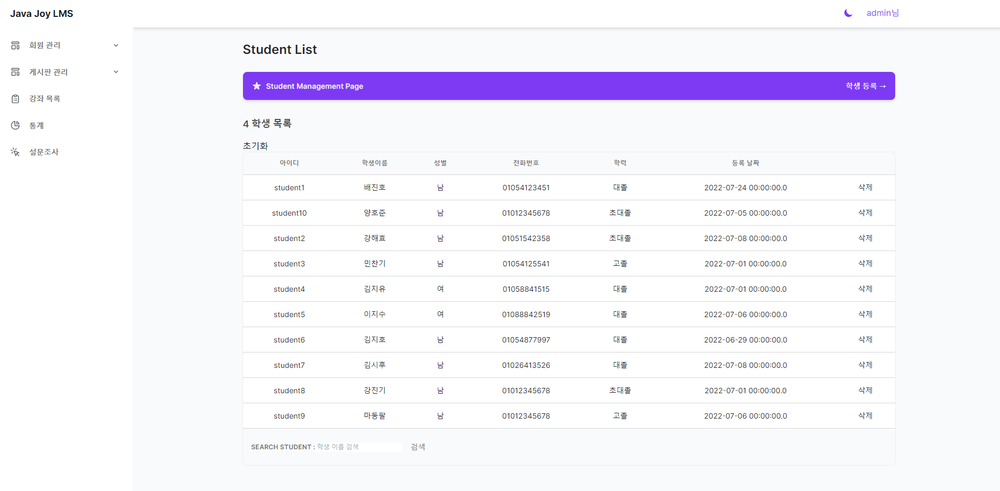 Java Joy LMS
admin님
회원 관리
게시판 관리
강좌 목록
통계
설문조사
Student List
Student Management Page 학생 등록 →
4 학생 목록
초기화
아이디 학생이름 성별 전화번호 학력 등록 날짜
student1 배진호 남 01054123451 대졸 2022-07-24 00:00:00.0 삭제
student10 양호준 남 01012345678 초대졸 2022-07-05 00:00:00.0 삭제
student2 강해효 남 01051542358 초대졸 2022-07-08 00:00:00.0 삭제
student3 민찬기 남 01054125541 고졸 2022-07-01 00:00:00.0 삭제
student4 김지유 여 01058841515 대졸 2022-07-01 00:00:00.0 삭제
student5 이지수 여 01088842519 대졸 2022-07-06 00:00:00.0 삭제
student6 김지호 남 01054877997 대졸 2022-06-29 00:00:00.0 삭제
student7 김시후 남 01026413526 대졸 2022-07-08 00:00:00.0 삭제
student8 강진기 남 01012345678 초대졸 2022-07-01 00:00:00.0 삭제
student9 마동팔 남 01012345678 고졸 2022-07-06 00:00:00.0 삭제
SEARCH STUDENT : 학생 이름 검색 검색